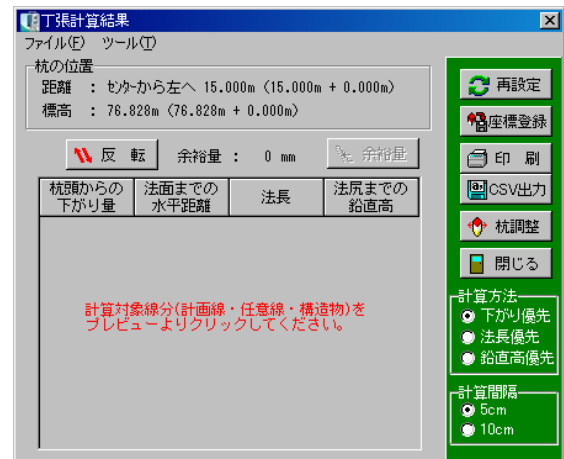 丁張計算結果
ファイル(F) ツール(T)
杭の位置
距離 : ｾﾝﾀｰから左へ 15.000m (15.000m + 0.000m)
標高 : 76.828m (76.828m + 0.000m)
反 転 余裕量 : 0 mm 余裕量
杭頭からの下がり量 法面までの水平距離 法長 法尻までの鉛直高
計算対象線分(計画線・任意線・構造物)を
プレビューよりクリックしてください。
再設定
座標登録
印 刷
CSV出力
杭調整
閉じる
計算方法
下がり優先
法長優先
鉛直高優先
計算間隔
5cm
10cm